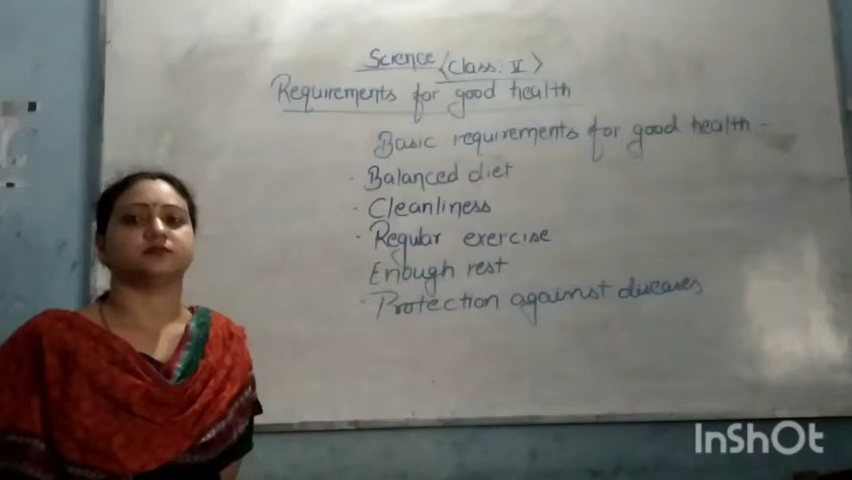 Science (Class. V)
Requirements for good health
Basic requirements for good health -
· Balanced diet
· Cleanliness
· Regular exercise
Enough rest
· Protection against diseases
InShOt